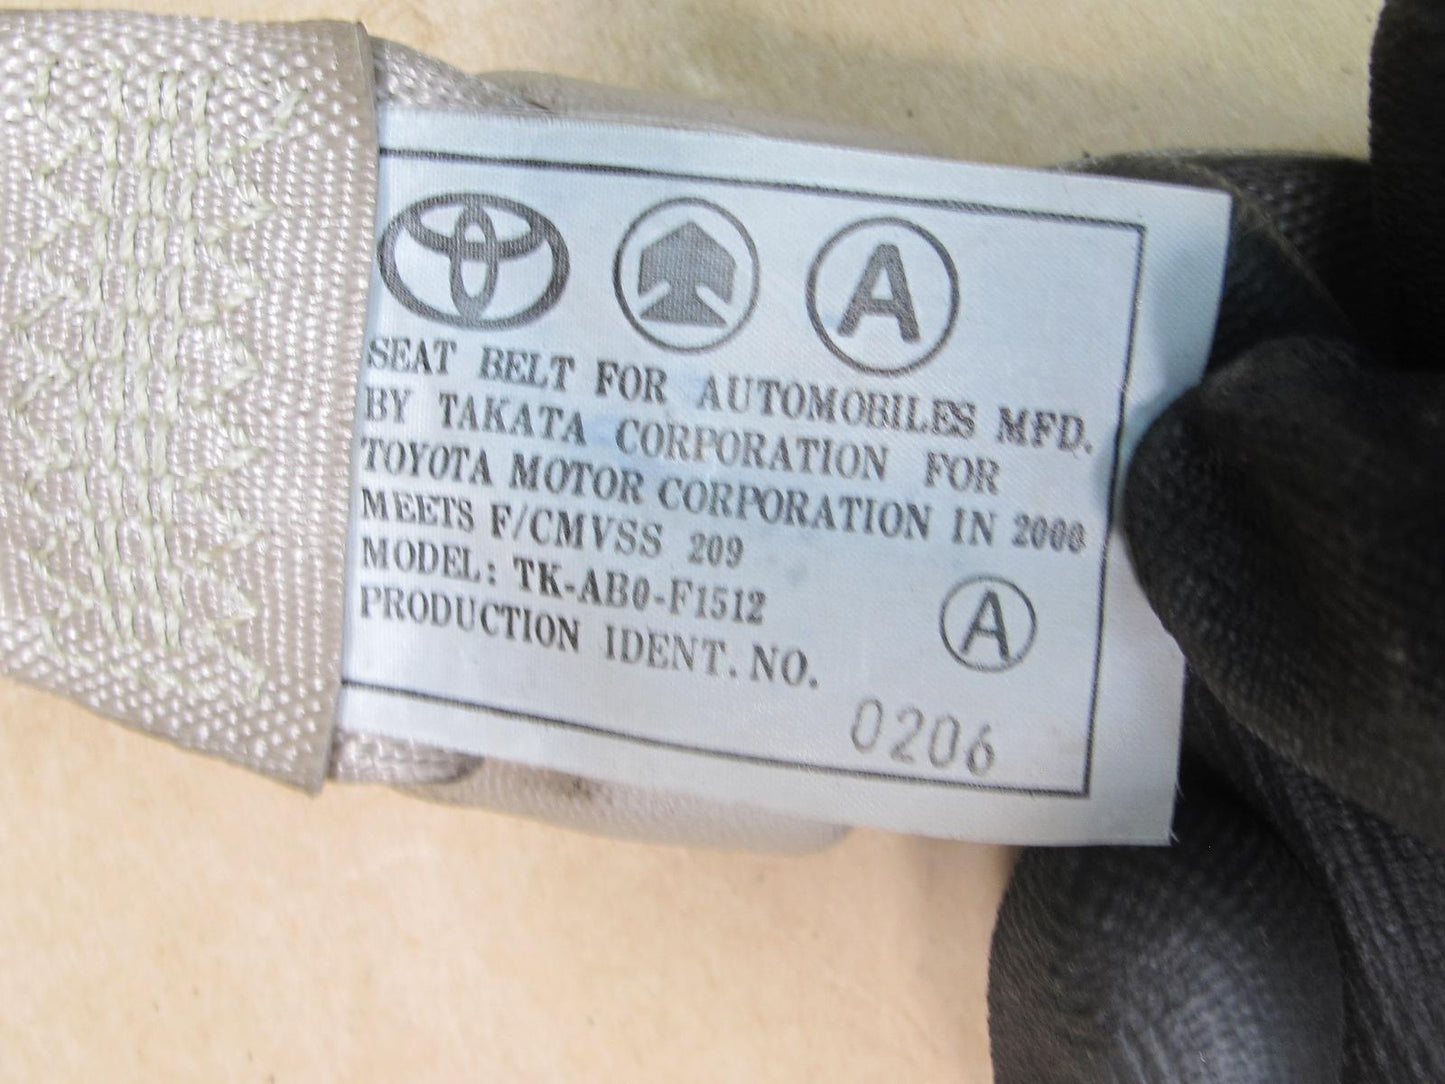 A
SEAT BELT FOR AUTOMOBILES MFD.
BY TAKATA CORPORATION FOR
TOYOTA MOTOR CORPORATION IN 2000
MEETS F/CMVSS 209
MODEL: TK-AB0-F1512
A
PRODUCTION IDENT. NO.
0206